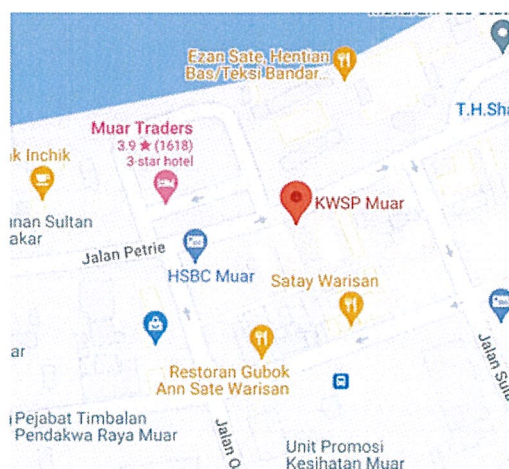 Ezan Sate, Hentian
Bas/Teksi Bandar...
T.H.Sha
Muar Traders
3.9 ★ (1618)
3-star hotel
k Inchik
KWSP Muar
unan Sultan
akar
Jalan Petrie
HSBC Muar
Satay Warisan
ar
Restoran Gubok
Ann Sate Warisan
Jalan Sul
Pejabat Timbalan
Pendakwa Raya Muar
Jalan O
Unit Promosi
Kesihatan Muar